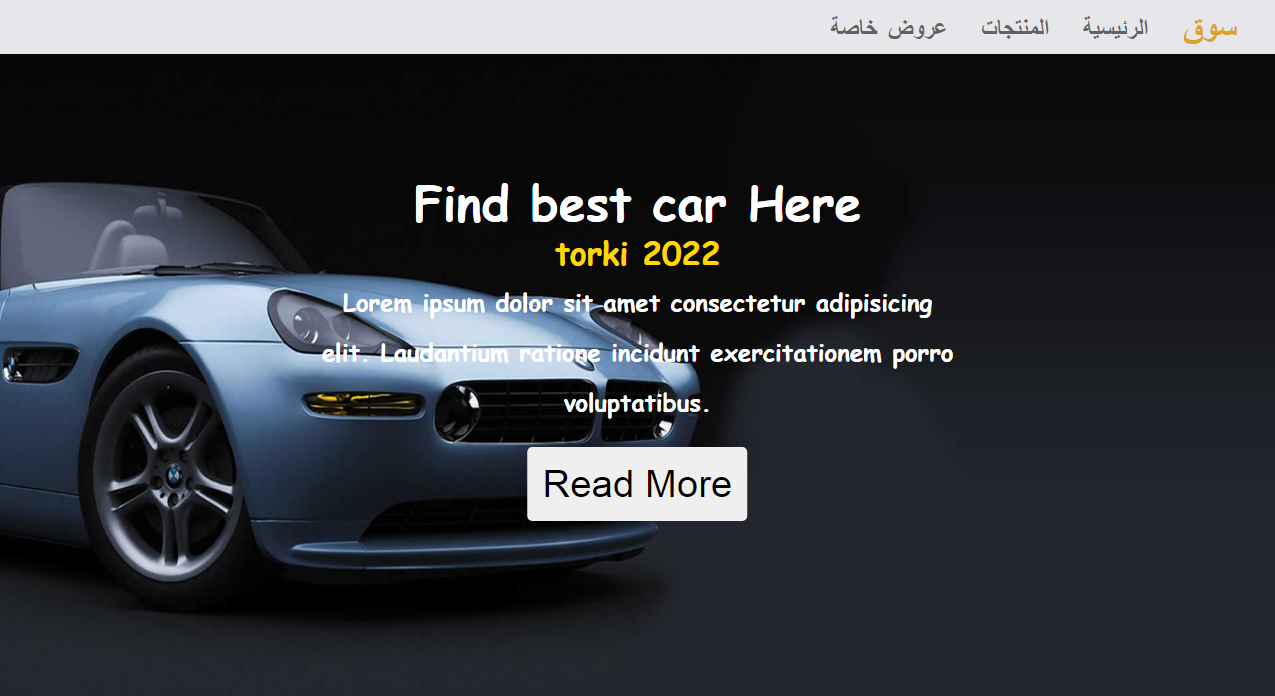 سوق الرئيسية المنتجات عروض خاصة
Find best car Here
torki 2022
Lorem ipsum dolor sit amet consectetur adipisicing
elit. Laudantium ratione incidunt exercitationem porro
voluptatibus.
Read More